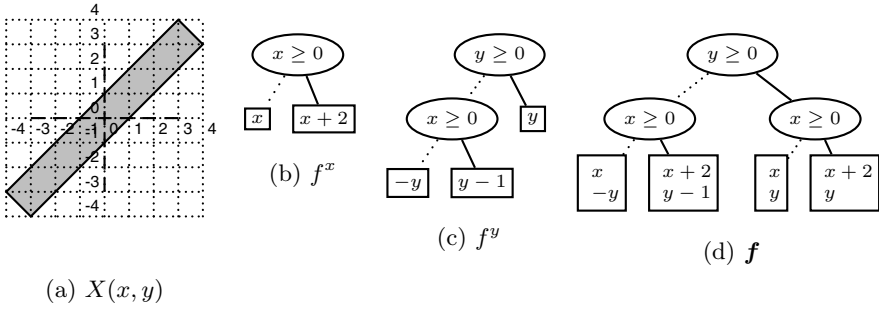 4
3
2
1
0
-4 -3 -2 -1 -1 0 1 2 3 4
-2
-3
-4
(a) X(x, y)
x ≥ 0
x
x + 2
(b) f^x
y ≥ 0
x ≥ 0
y
−y
y − 1
(c) f^y
y ≥ 0
x ≥ 0
x ≥ 0
x
−y
x + 2
y − 1
x
y
x + 2
y
(d) f